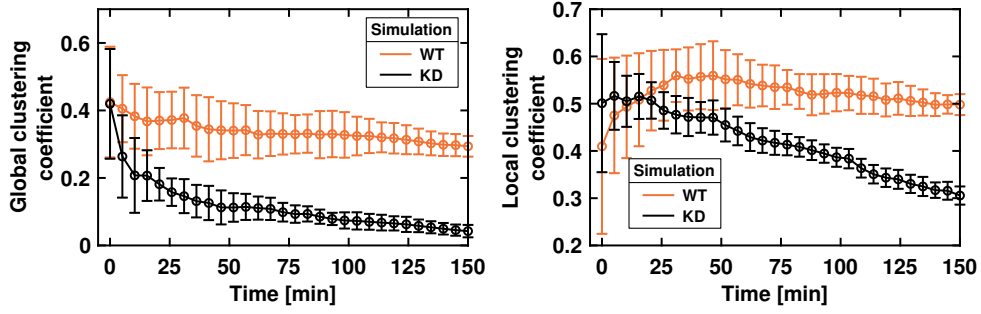 Global clustering
coefficient
0.6
0.4
0.2
0
0
25
50
75
100
125
150
Time [min]
Simulation
WT
KD
Local clustering
coefficient
0.7
0.6
0.5
0.4
0.3
0.2
0
25
50
75
100
125
150
Time [min]
Simulation
WT
KD